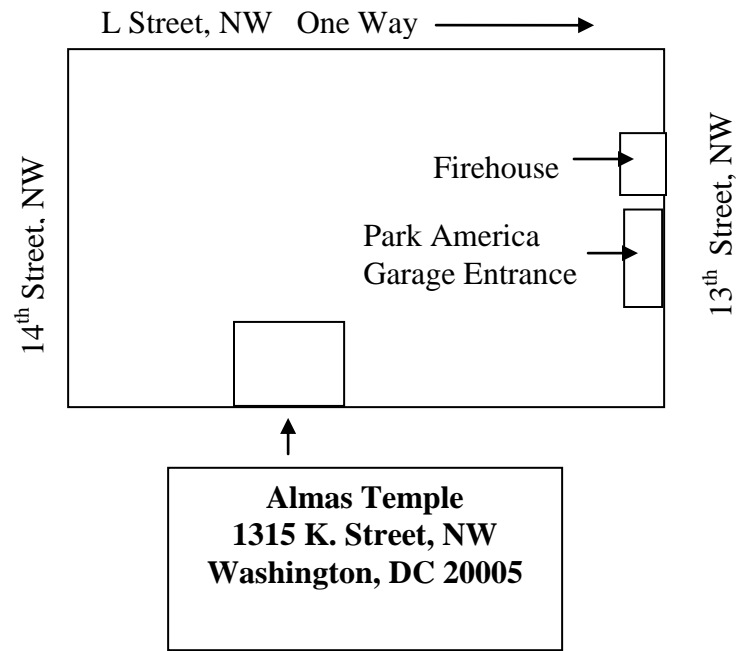 L Street, NW One Way
14th Street, NW
Firehouse
Park America
Garage Entrance
13th Street, NW
Almas Temple
1315 K. Street, NW
Washington, DC 20005